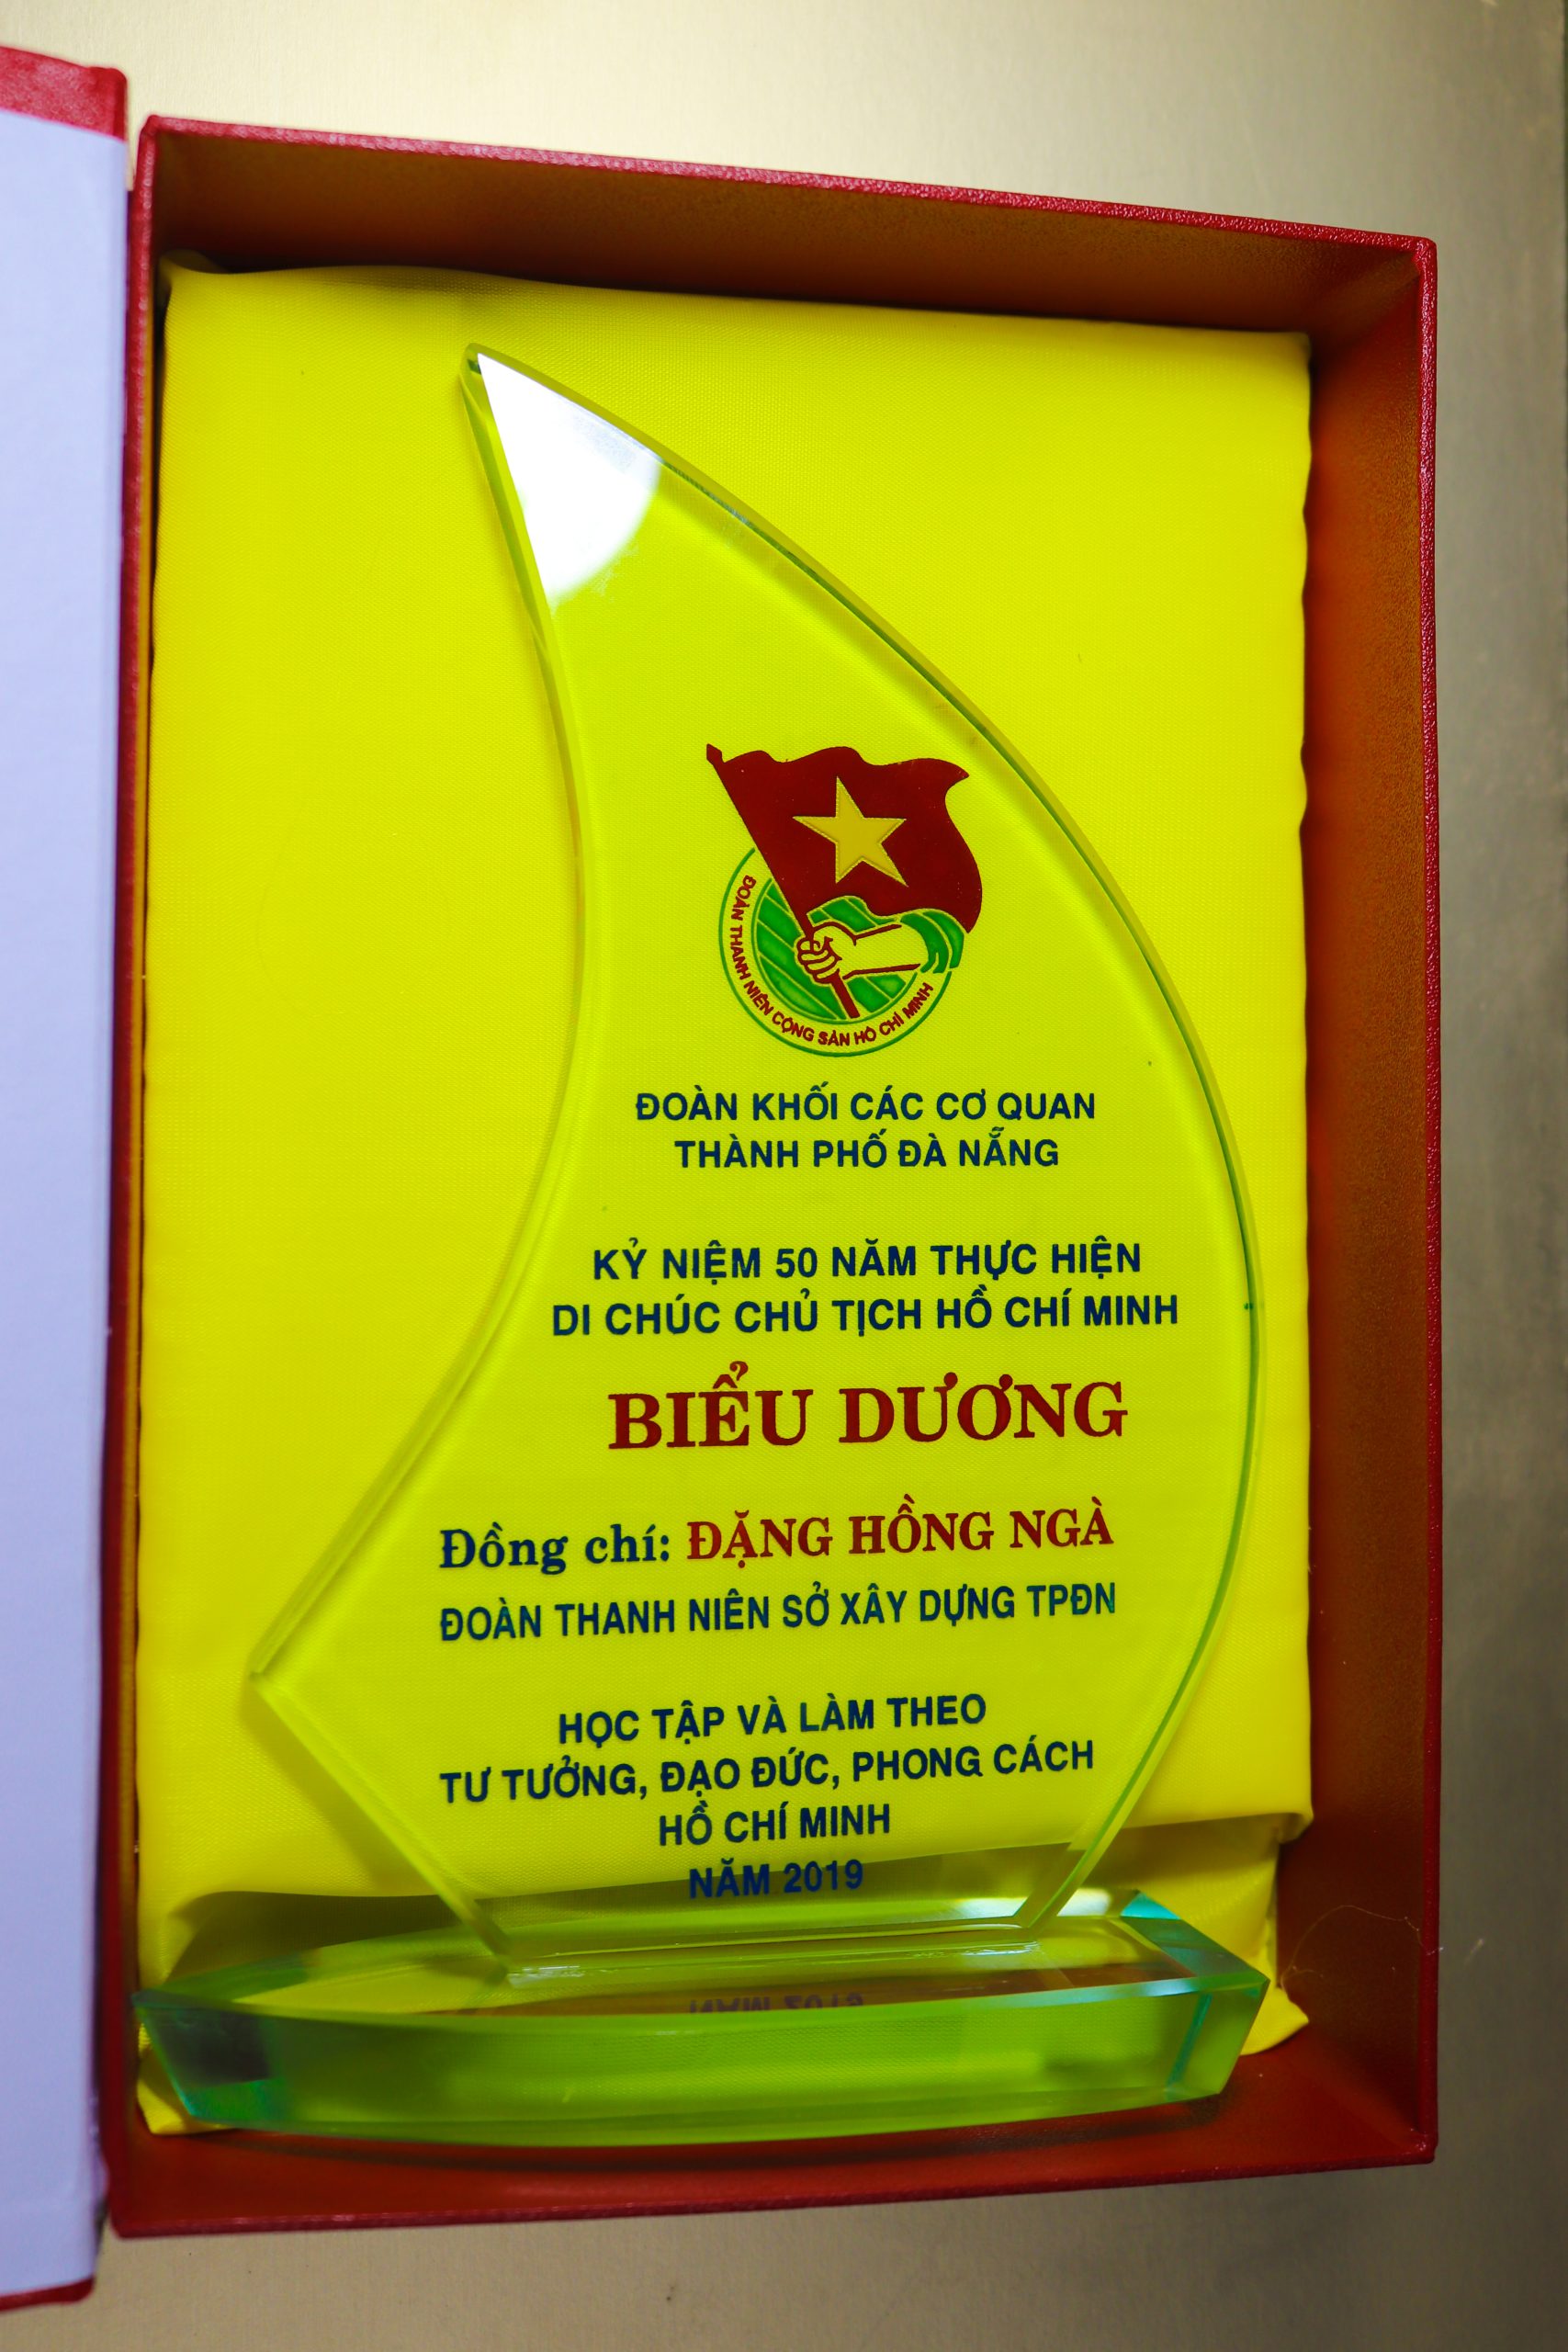 ĐOÀN THANH NIÊN CỘNG SẢN HỒ CHÍ MINH
ĐOÀN KHỐI CÁC CƠ QUAN
THÀNH PHỐ ĐÀ NẴNG
KỶ NIỆM 50 NĂM THỰC HIỆN
DI CHÚC CHỦ TỊCH HỒ CHÍ MINH
BIỂU DƯƠNG
Đồng chí: ĐẶNG HỒNG NGÀ
ĐOÀN THANH NIÊN SỞ XÂY DỰNG TPĐN
HỌC TẬP VÀ LÀM THEO
TƯ TƯỞNG, ĐẠO ĐỨC, PHONG CÁCH
HỒ CHÍ MINH
NĂM 2019